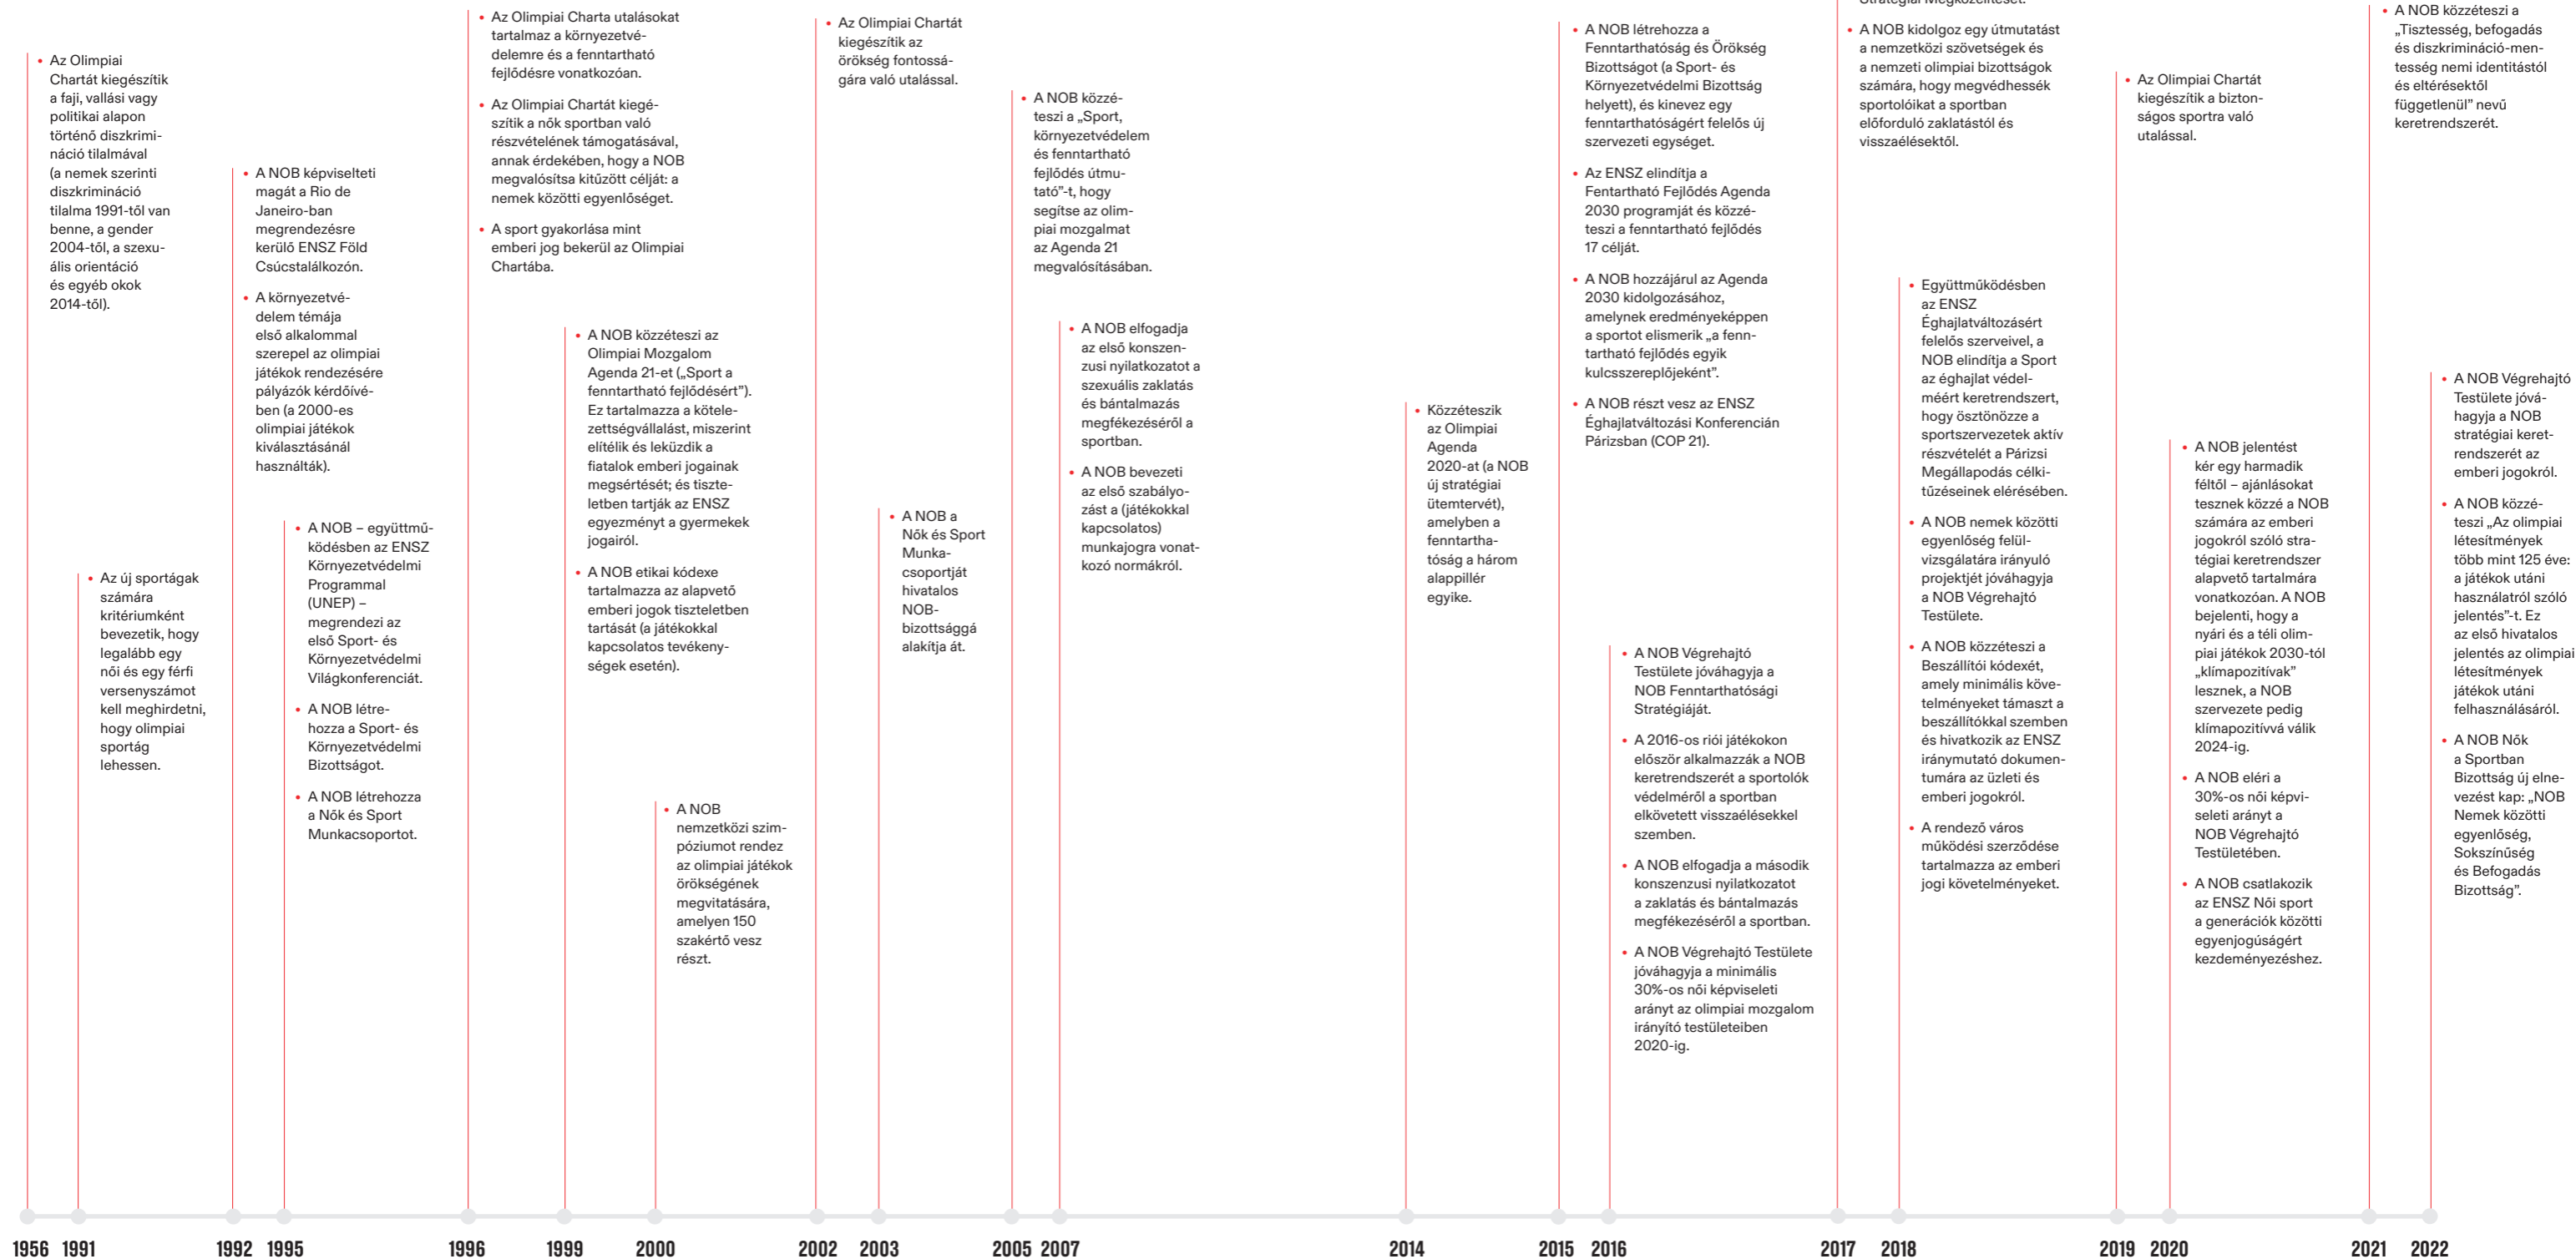 Az Olimpiai
Chartát kiegészítik
a faji, vallási vagy
politikai alapon
történő diszkrimi-
náció tilalmával
(a nemek szerinti
diszkrimináció
tilalma 1991-től van
benne, a gender
2004-től, a szexu-
ális orientáció
és egyéb okok
2014-től).
Az új sportágak
számára
kritériumként
bevezetik, hogy
legalább egy
női és egy férfi
versenyszámot
kell meghirdetni,
hogy olimpiai
sportág
lehessen.
A NOB képviselteti
magát a Rio de
Janeiro-ban
megrendezésre
kerülő ENSZ Föld
Csúcstalálkozón.
A környezetvé-
delem témája
első alkalommal
szerepel az olimpiai
játékok rendezésére
pályázók kérdőívé-
ben (a 2000-es
olimpiai játékok
kiválasztásánál
használták).
A NOB – együttmű-
ködésben az ENSZ
Környezetvédelmi
Programmal
(UNEP) –
megrendezi az
első Sport- és
Környezetvédelmi
Világkonferenciát.
A NOB létre-
hozza a Sport- és
Környezetvédelmi
Bizottságot.
A NOB létrehozza
a Nők és Sport
Munkacsoportot.
Az Olimpiai Charta utalásokat
tartalmaz a környezetvé-
delemre és a fenntartható
fejlődésre vonatkozóan.
Az Olimpiai Chartát kiegé-
szítik a nők sportban való
részvételének támogatásával,
annak érdekében, hogy a NOB
megvalósítsa kitűzött célját: a
nemek közötti egyenlőséget.
A sport gyakorlása mint
emberi jog bekerül az Olimpiai
Chartába.
A NOB közzéteszi az
Olimpiai Mozgalom
Agenda 21-et („Sport a
fenntartható fejlődésért”).
Ez tartalmazza a kötele-
zettségvállalást, miszerint
elítélik és leküzdik a
fiatalok emberi jogainak
megsértését; és tiszte-
letben tartják az ENSZ
egyezményt a gyermekek
jogairól.
A NOB etikai kódexe
tartalmazza az alapvető
emberi jogok tiszteletben
tartását (a játékokkal
kapcsolatos tevékeny-
ségek esetén).
A NOB
nemzetközi szim-
póziumot rendez
az olimpiai játékok
örökségének
megvitatására,
amelyen 150
szakértő vesz
részt.
Az Olimpiai Chartát
kiegészítik az
örökség fontossá-
gára való utalással.
A NOB a
Nők és Sport
Munka-
csoportját
hivatalos
NOB-
bizottsággá
alakítja át.
A NOB közzé-
teszi a „Sport,
környezetvédelem
és fenntartható
fejlődés útmu-
tató”-t, hogy
segítse az olim-
piai mozgalmat
az Agenda 21
megvalósításában.
A NOB elfogadja
az első konszen-
zusi nyilatkozatot a
szexuális zaklatás
és bántalmazás
megfékezéséről a
sportban.
A NOB bevezeti
az első szabályo-
zást a (játékokkal
kapcsolatos)
munkajogra vonat-
kozó normákról.
Közzéteszik
az Olimpiai
Agenda
2020-at (a NOB
új stratégiai
ütemtervét),
amelyben a
fenntartha-
tóság a három
alappillér
egyike.
A NOB létrehozza a
Fenntarthatóság és Örökség
Bizottságot (a Sport- és
Környezetvédelmi Bizottság
helyett), és kinevez egy
fenntarthatóságért felelős új
szervezeti egységet.
Az ENSZ elindítja a
Fentartható Fejlődés Agenda
2030 programját és közzé-
teszi a fenntartható fejlődés
17 célját.
A NOB hozzájárul az Agenda
2030 kidolgozásához,
amelynek eredményeképpen
a sportot elismerik „a fenn-
tartható fejlődés egyik
kulcsszereplőjeként”.
A NOB részt vesz az ENSZ
Éghajlatváltozási Konferencián
Párizsban (COP 21).
A NOB Végrehajtó
Testülete jóváhagyja a
NOB Fenntarthatósági
Stratégiáját.
A 2016-os riói játékokon
először alkalmazzák a NOB
keretrendszerét a sportolók
védelméről a sportban
elkövetett visszaélésekkel
szemben.
A NOB elfogadja a második
konszenzusi nyilatkozatot
a zaklatás és bántalmazás
megfékezéséről a sportban.
A NOB Végrehajtó Testülete
jóváhagyja a minimális
30%-os női képviseleti
arányt az olimpiai mozgalom
irányító testületeiben
2020-ig.
Stratégiai Megközelítését.
A NOB kidolgoz egy útmutatást
a nemzetközi szövetségek és
a nemzeti olimpiai bizottságok
számára, hogy megvédhessék
sportolóikat a sportban
előforduló zaklatástól és
visszaélésektől.
Együttműködésben
az ENSZ
Éghajlatváltozásért
felelős szerveivel, a
NOB elindítja a Sport
az éghajlat védel-
méért keretrendszert,
hogy ösztönözze a
sportszervezetek aktív
részvételét a Párizsi
Megállapodás célki-
tűzéseinek elérésében.
A NOB nemek közötti
egyenlőség felül-
vizsgálatára irányuló
projektjét jóváhagyja
a NOB Végrehajtó
Testülete.
A NOB közzéteszi a
Beszállítói kódexét,
amely minimális köve-
telményeket támaszt a
beszállítókkal szemben
és hivatkozik az ENSZ
iránymutató dokumen-
tumára az üzleti és
emberi jogokról.
A rendező város
működési szerződése
tartalmazza az emberi
jogi követelményeket.
Az Olimpiai Chartát
kiegészítik a bizton-
ságos sportra való
utalással.
A NOB jelentést
kér egy harmadik
féltől – ajánlásokat
tesznek közzé a NOB
számára az emberi
jogokról szóló stra-
tégiai keretrendszer
alapvető tartalmára
vonatkozóan. A NOB
bejelenti, hogy a
nyári és a téli olim-
piai játékok 2030-tól
„klímapozitívak”
lesznek, a NOB
szervezete pedig
klímapozitívvá válik
2024-ig.
A NOB eléri a
30%-os női képvi-
seleti arányt a
NOB Végrehajtó
Testületében.
A NOB csatlakozik
az ENSZ Női sport
a generációk közötti
egyenjogúságért
kezdeményezéshez.
A NOB közzéteszi a
„Tisztesség, befogadás
és diszkrimináció-men-
tesség nemi identitástól
és eltérésektől
függetlenül” nevű
keretrendszerét.
A NOB Végrehajtó
Testülete jóvá-
hagyja a NOB
stratégiai keret-
rendszerét az
emberi jogokról.
A NOB közzé-
teszi „Az olimpiai
létesítmények
több mint 125 éve:
a játékok utáni
használatról szóló
jelentés”-t. Ez
az első hivatalos
jelentés az olimpiai
létesítmények
játékok utáni
felhasználásáról.
A NOB Nők
a Sportban
Bizottság új elne-
vezést kap: „NOB
Nemek közötti
egyenlőség,
Sokszínűség
és Befogadás
Bizottság”.
1956 1991 1992 1995 1996 1999 2000 2002 2003 2005 2007 2014 2015 2016 2017 2018 2019 2020 2021 2022